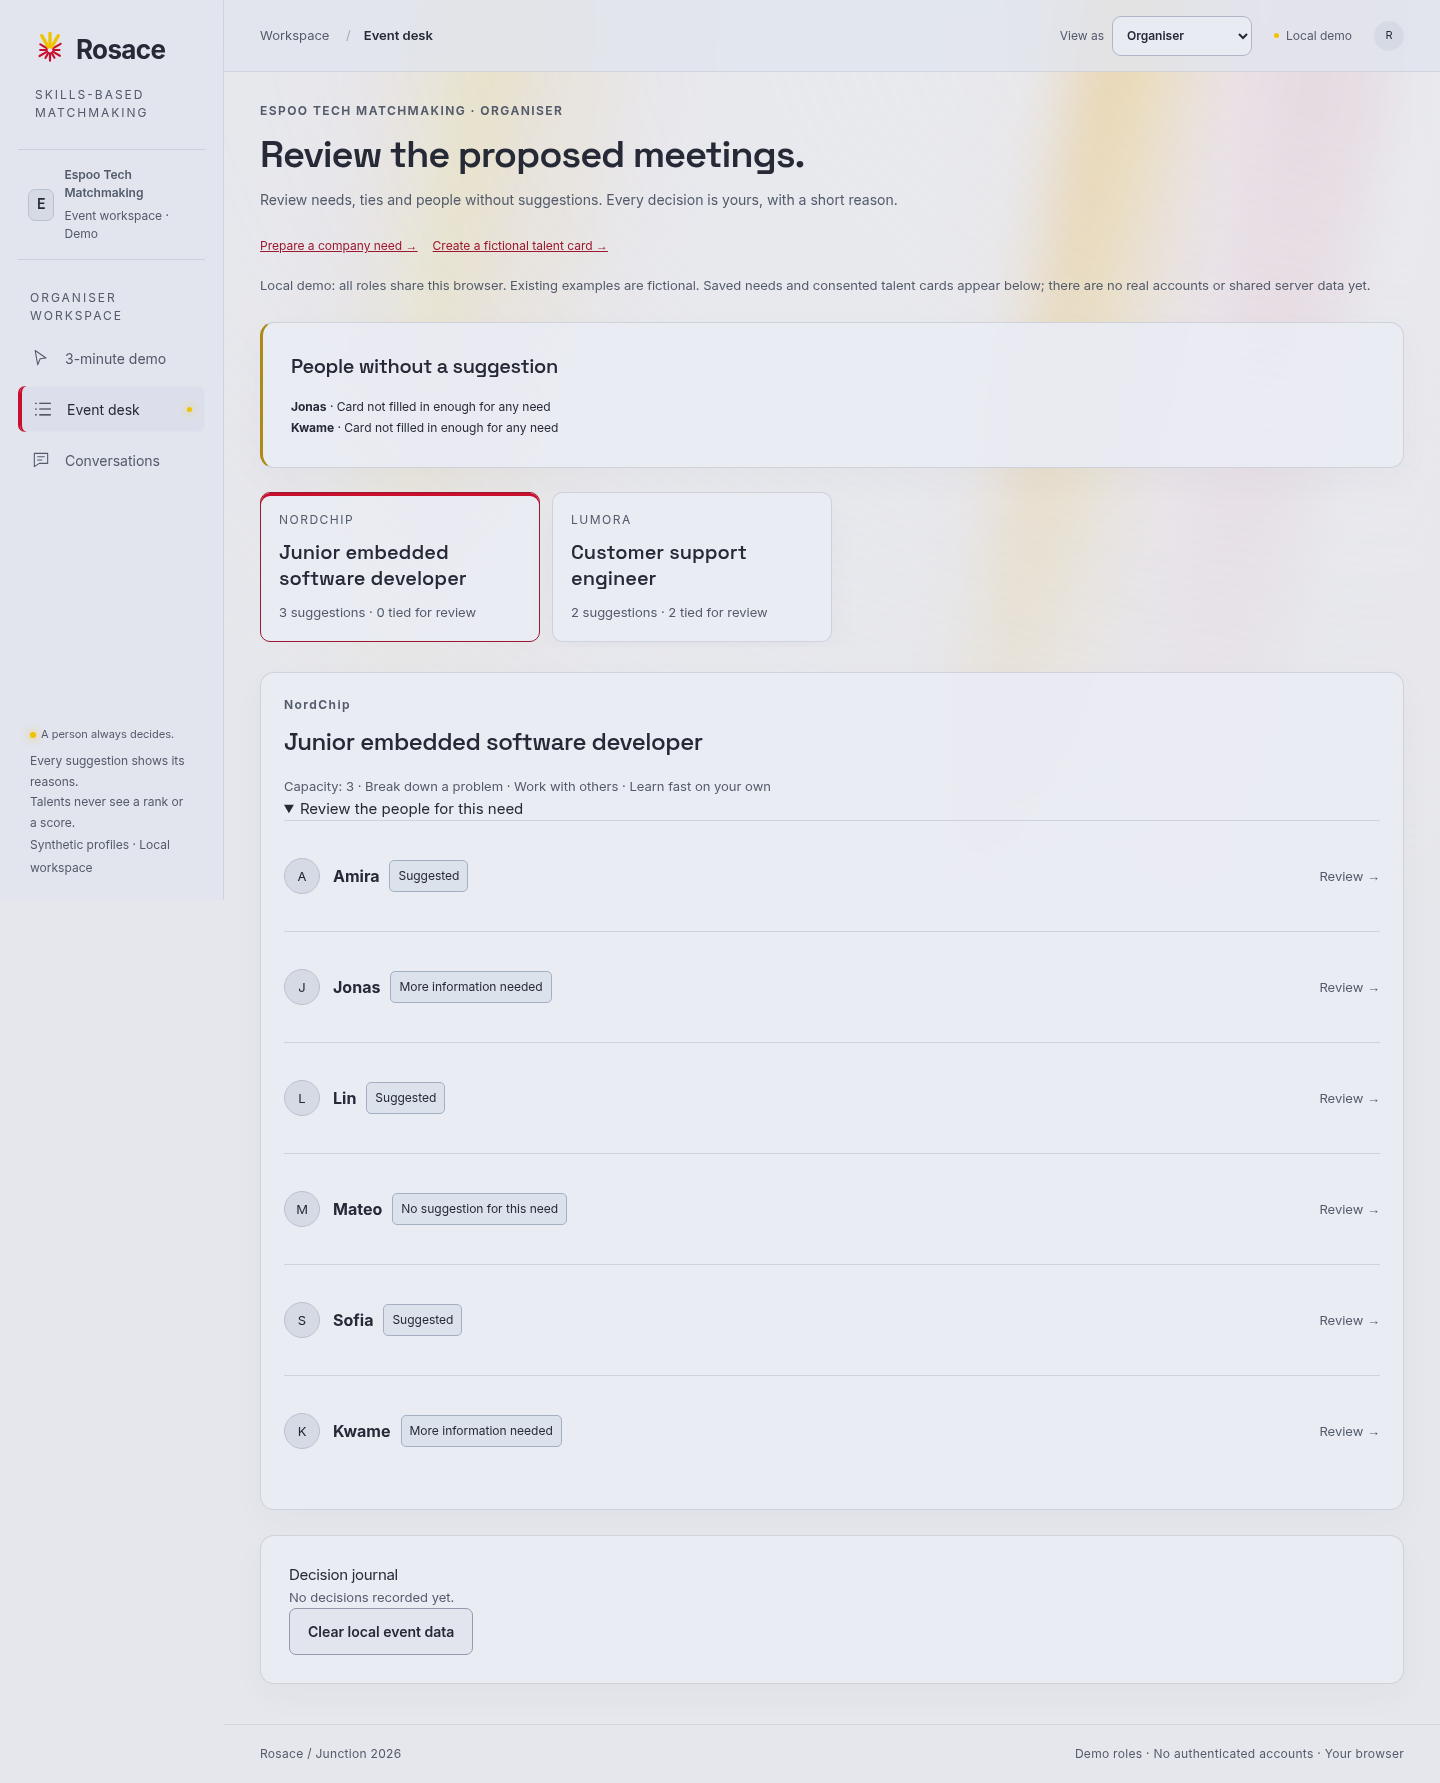 Rosace
SKILLS-BASED
MATCHMAKING
E
Espoo Tech
Matchmaking
Event workspace ·
Demo
ORGANISER
WORKSPACE
3-minute demo
Event desk
Conversations
A person always decides.
Every suggestion shows its
reasons.
Talents never see a rank or
a score.
Synthetic profiles · Local
workspace
Workspace / Event desk
View as Organiser Local demo R
ESPOO TECH MATCHMAKING · ORGANISER
Review the proposed meetings.
Review needs, ties and people without suggestions. Every decision is yours, with a short reason.
Prepare a company need → Create a fictional talent card →
Local demo: all roles share this browser. Existing examples are fictional. Saved needs and consented talent cards appear below; there are no real accounts or shared server data yet.
People without a suggestion
Jonas · Card not filled in enough for any need
Kwame · Card not filled in enough for any need
NORDCHIP
Junior embedded
software developer
3 suggestions · 0 tied for review
LUMORA
Customer support
engineer
2 suggestions · 2 tied for review
NordChip
Junior embedded software developer
Capacity: 3 · Break down a problem · Work with others · Learn fast on your own
▼ Review the people for this need
A Amira Suggested Review →
J Jonas More information needed Review →
L Lin Suggested Review →
M Mateo No suggestion for this need Review →
S Sofia Suggested Review →
K Kwame More information needed Review →
Decision journal
No decisions recorded yet.
Clear local event data
Rosace / Junction 2026
Demo roles · No authenticated accounts · Your browser